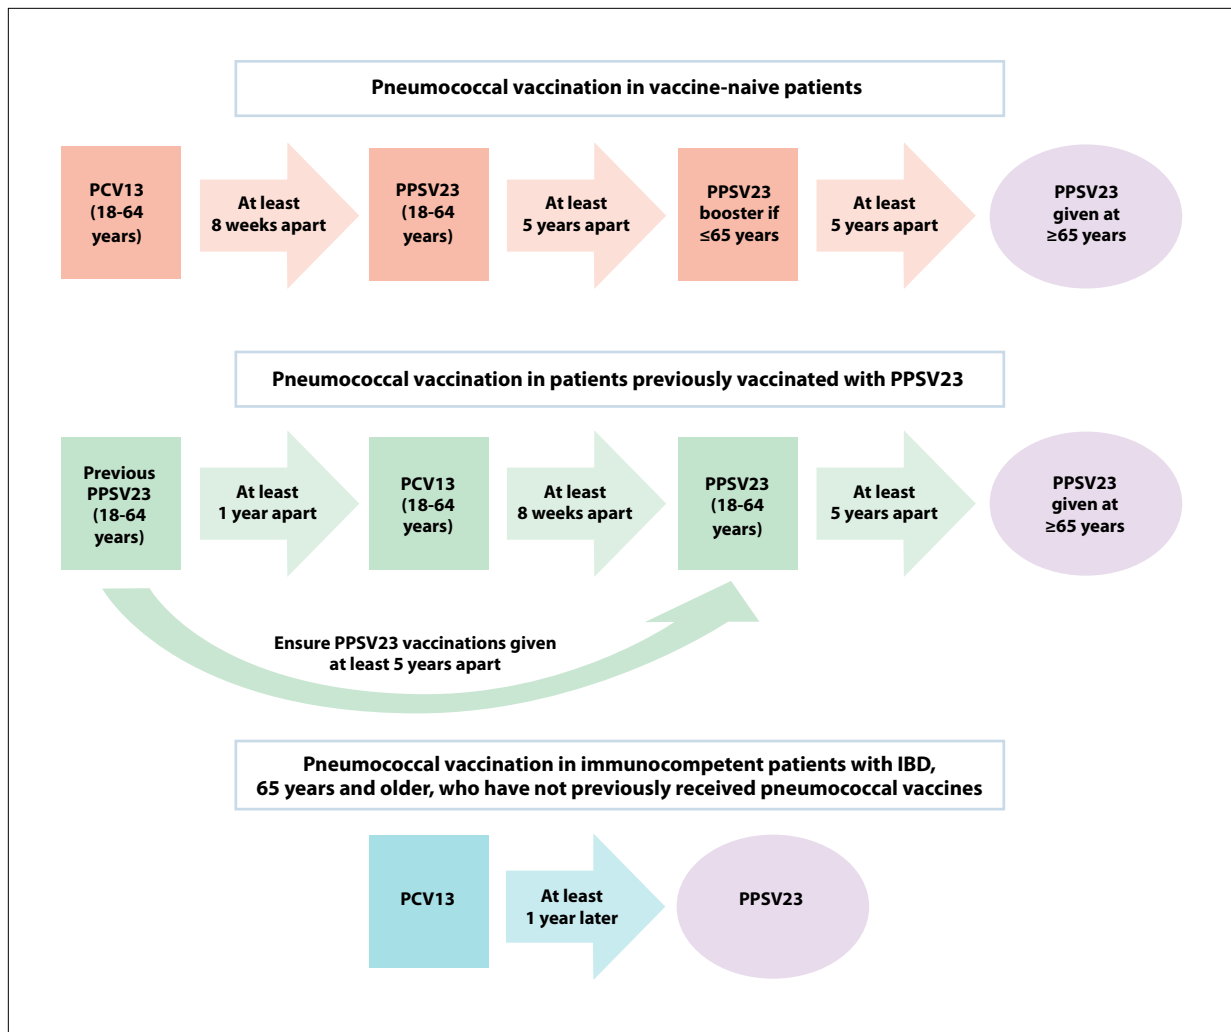 Pneumococcal vaccination in vaccine-naive patients
PCV13
(18-64
years)
At least
8 weeks apart
PPSV23
(18-64
years)
At least
5 years apart
PPSV23
booster if
≤65 years
At least
5 years apart
PPSV23
given at
≥65 years
Pneumococcal vaccination in patients previously vaccinated with PPSV23
Previous
PPSV23
(18-64
years)
At least
1 year apart
PCV13
(18-64
years)
At least
8 weeks apart
PPSV23
(18-64
years)
At least
5 years apart
PPSV23
given at
≥65 years
Ensure PPSV23 vaccinations given
at least 5 years apart
Pneumococcal vaccination in immunocompetent patients with IBD,
65 years and older, who have not previously received pneumococcal vaccines
PCV13
At least
1 year later
PPSV23